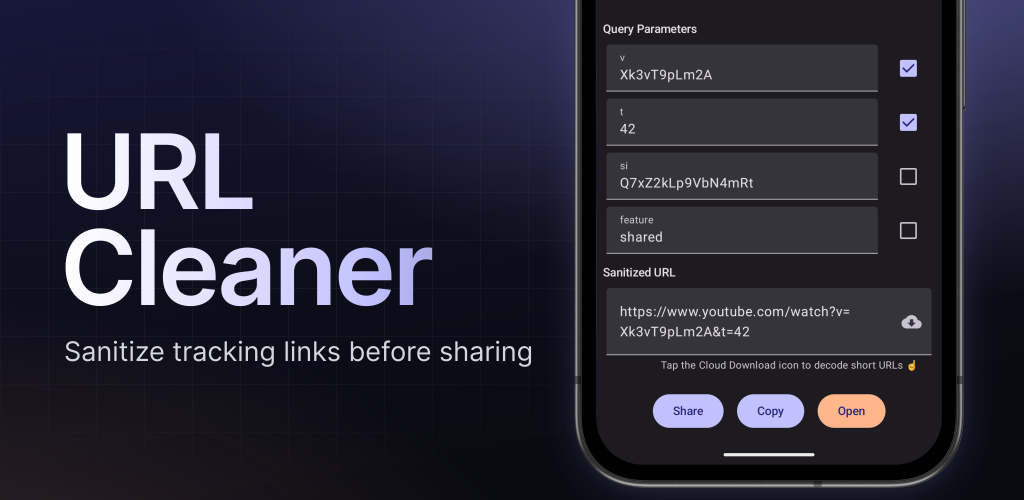 URL
Cleaner
Sanitize tracking links before sharing
Query Parameters
v
Xk3vT9pLm2A
t
42
si
Q7xZ2kLp9VbN4mRt
feature
shared
Sanitized URL
https://www.youtube.com/watch?v=
Xk3vT9pLm2A&t=42
Tap the Cloud Download icon to decode short URLs ☝️
Share Copy Open